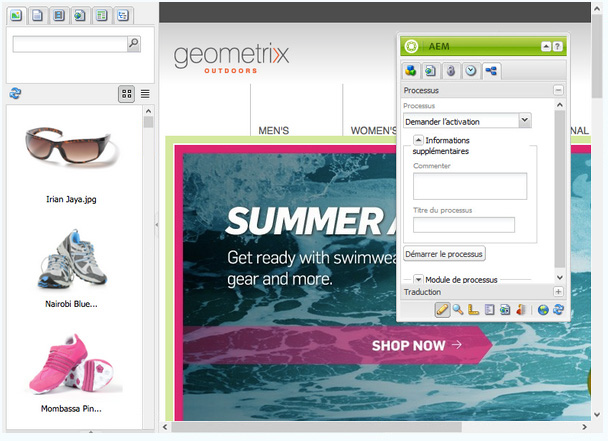 Irian Jaya.jpg
Nairobi Blue...
Mombassa Pin...
geometrixx
OUTDOORS
MEN'S
WOMEN'S
NAL
SUMMER A
Get ready with swimwea
gear and more.
SHOP NOW →
AEM
?
Processus
Processus
Demander l'activation
Informations
supplémentaires
Commenter
Titre du processus
Démarrer le processus
Module de processus
Traduction